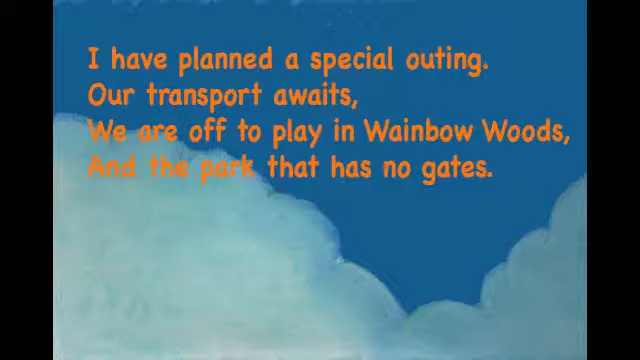 I have planned a special outing.
Our transport awaits,
We are off to play in Wainbow Woods,
And the park that has no gates.